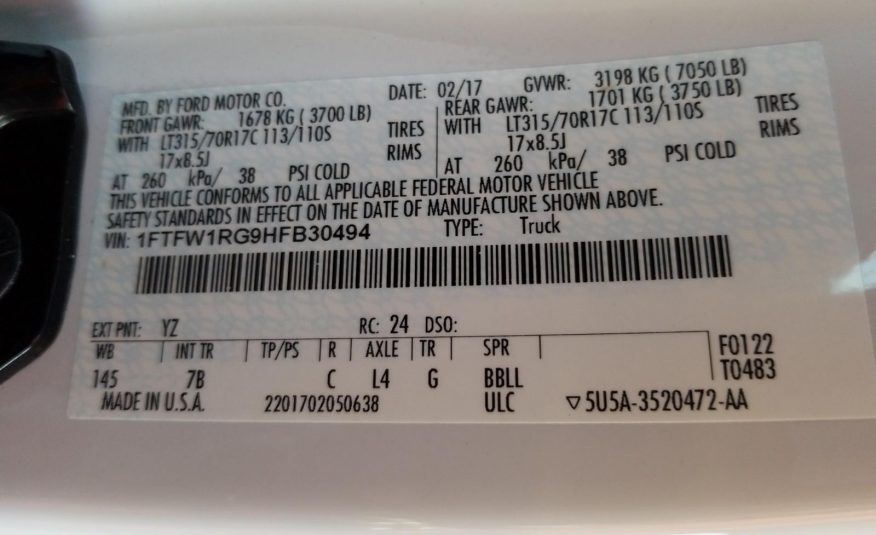 MFD. BY FORD MOTOR CO. DATE: 02/17 GVWR: 3198 KG ( 7050 LB)
FRONT GAWR: 1678 KG ( 3700 LB) REAR GAWR: 1701 KG ( 3750 LB)
WITH LT315/70R17C 113/110S TIRES WITH LT315/70R17C 113/110S TIRES
17x8.5J RIMS 17x8.5J RIMS
AT 260 kPa/ 38 PSI COLD AT 260 kPa/ 38 PSI COLD
THIS VEHICLE CONFORMS TO ALL APPLICABLE FEDERAL MOTOR VEHICLE
SAFETY STANDARDS IN EFFECT ON THE DATE OF MANUFACTURE SHOWN ABOVE.
VIN: 1FTFW1RG9HFB30494 TYPE: Truck
EXT PNT: YZ RC: 24 DSO:
WB INT TR TP/PS R AXLE TR SPR F0122
145 7B C L4 G BBLL T0483
MADE IN U.S.A. 2201702050638 ULC ▽5U5A-3520472-AA